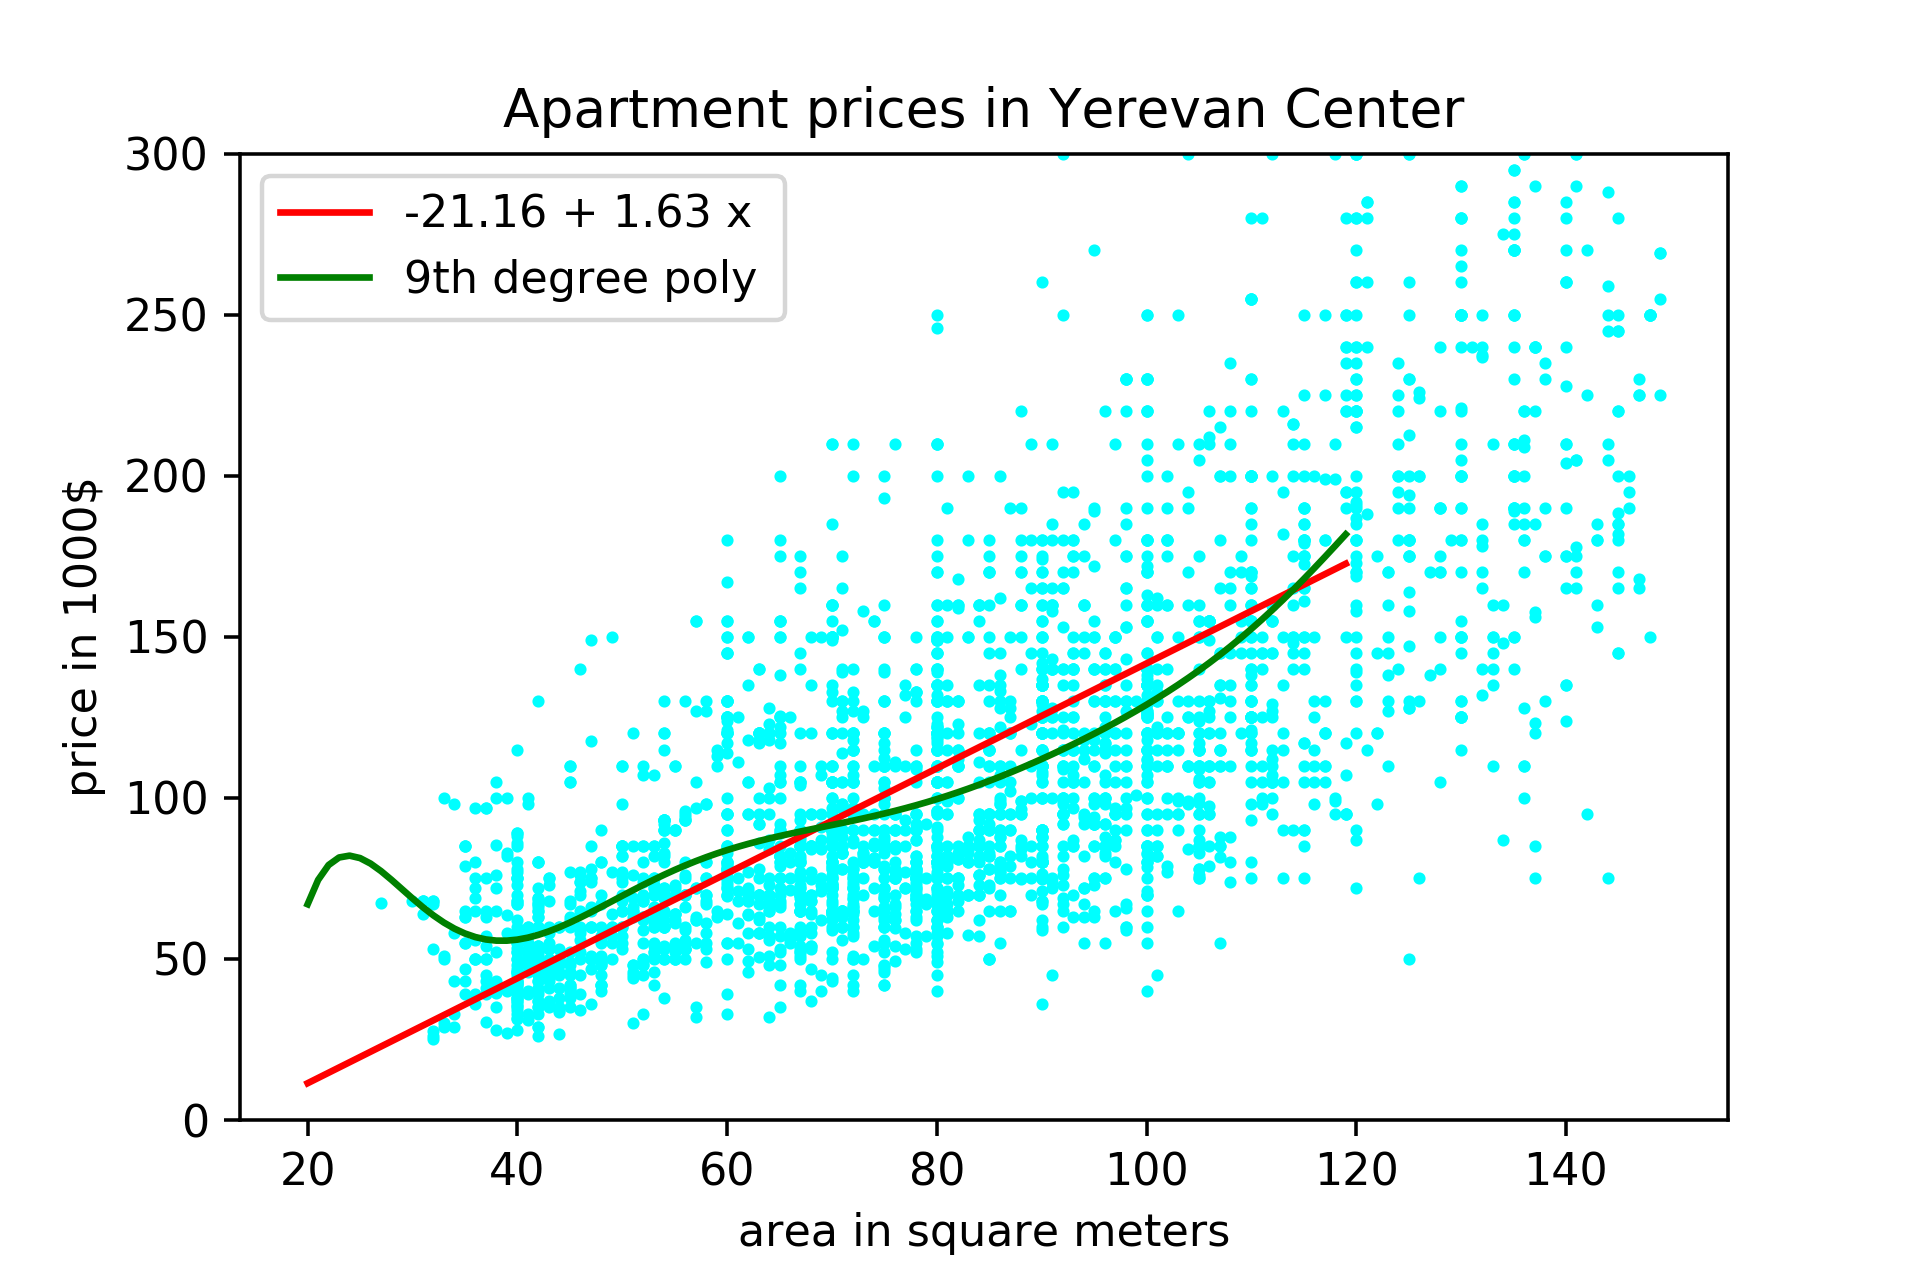 Apartment prices in Yerevan Center
-21.16 + 1.63 x
9th degree poly
300
250
200
150
100
50
0
price in 1000$
20 40 60 80 100 120 140
area in square meters